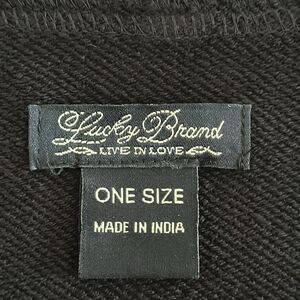 Lucky Brand
LIVE IN LOVE
ONE SIZE
MADE IN INDIA